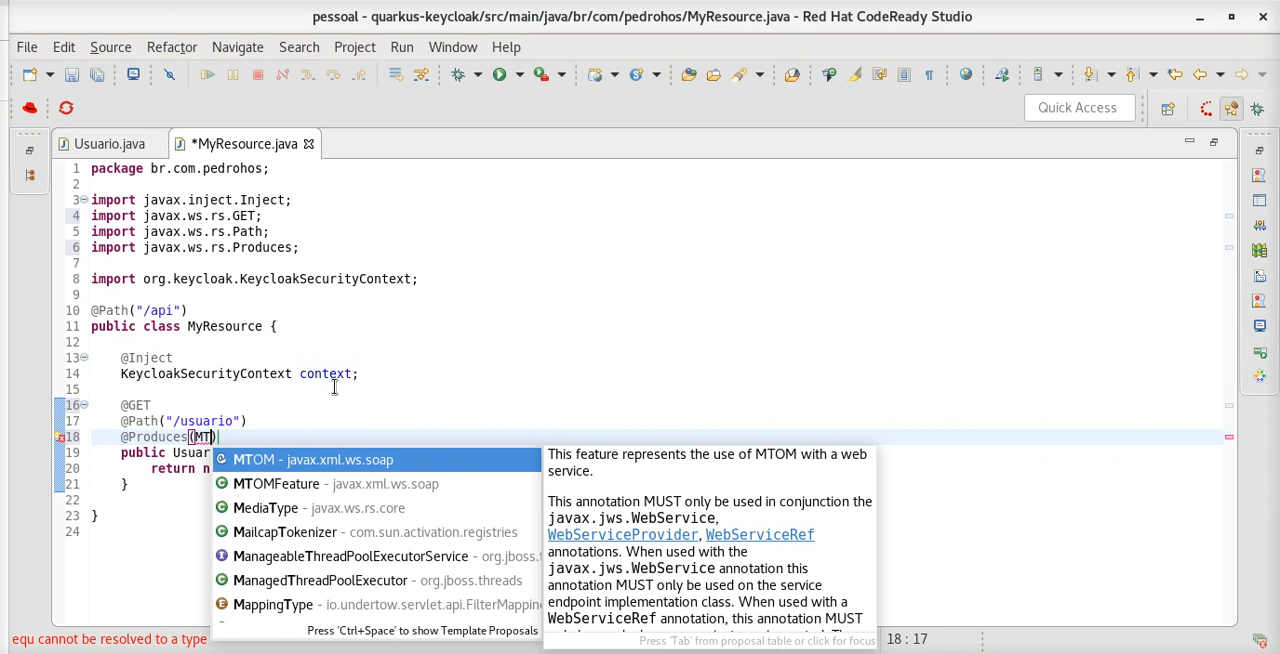 pessoal - quarkus-keycloak/src/main/java/br/com/pedrohos/MyResource.java - Red Hat CodeReady Studio
File Edit Source Refactor Navigate Search Project Run Window Help
Quick Access
Usuario.java *MyResource.java
1 package br.com.pedrohos;
2
3 import javax.inject.Inject;
4 import javax.ws.rs.GET;
5 import javax.ws.rs.Path;
6 import javax.ws.rs.Produces;
7
8 import org.keycloak.KeycloakSecurityContext;
9
10 @Path("/api")
11 public class MyResource {
12
13 @Inject
14 KeycloakSecurityContext context;
15
16 @GET
17 @Path("/usuario")
18 @Produces(MT)
19 public Usuar
20 return n
21 }
22
23 }
24
MTOM - javax.xml.ws.soap
MTOMFeature - javax.xml.ws.soap
MediaType - javax.ws.rs.core
MailcapTokenizer - com.sun.activation.registries
ManageableThreadPoolExecutorService - org.jboss.t
ManagedThreadPoolExecutor - org.jboss.threads
MappingType - io.undertow.servlet.api.FilterMappin
Press 'Ctrl+Space' to show Template Proposals
This feature represents the use of MTOM with a web
service.
This annotation MUST only be used in conjunction the
javax.jws.WebService,
WebServiceProvider, WebServiceRef
annotations. When used with the
javax.jws.WebService annotation this
annotation MUST only be used on the service
endpoint implementation class. When used with a
WebServiceRef annotation, this annotation MUST
Press 'Tab' from proposal table or click for focus
equ cannot be resolved to a type
18 : 17